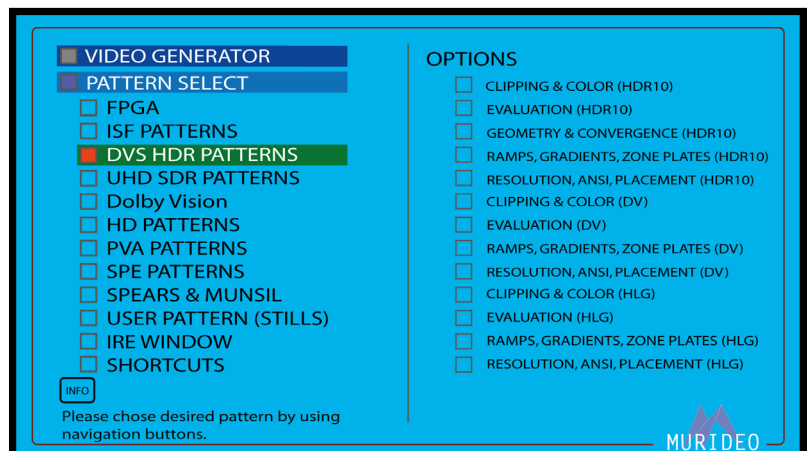 VIDEO GENERATOR
PATTERN SELECT
FPGA
ISF PATTERNS
DVS HDR PATTERNS
UHD SDR PATTERNS
Dolby Vision
HD PATTERNS
PVA PATTERNS
SPE PATTERNS
SPEARS & MUNSIL
USER PATTERN (STILLS)
IRE WINDOW
SHORTCUTS
INFO
Please chose desired pattern by using
navigation buttons.
OPTIONS
CLIPPING & COLOR (HDR10)
EVALUATION (HDR10)
GEOMETRY & CONVERGENCE (HDR10)
RAMPS, GRADIENTS, ZONE PLATES (HDR10)
RESOLUTION, ANSI, PLACEMENT (HDR10)
CLIPPING & COLOR (DV)
EVALUATION (DV)
RAMPS, GRADIENTS, ZONE PLATES (DV)
RESOLUTION, ANSI, PLACEMENT (DV)
CLIPPING & COLOR (HLG)
EVALUATION (HLG)
RAMPS, GRADIENTS, ZONE PLATES (HLG)
RESOLUTION, ANSI, PLACEMENT (HLG)
MURIDEO